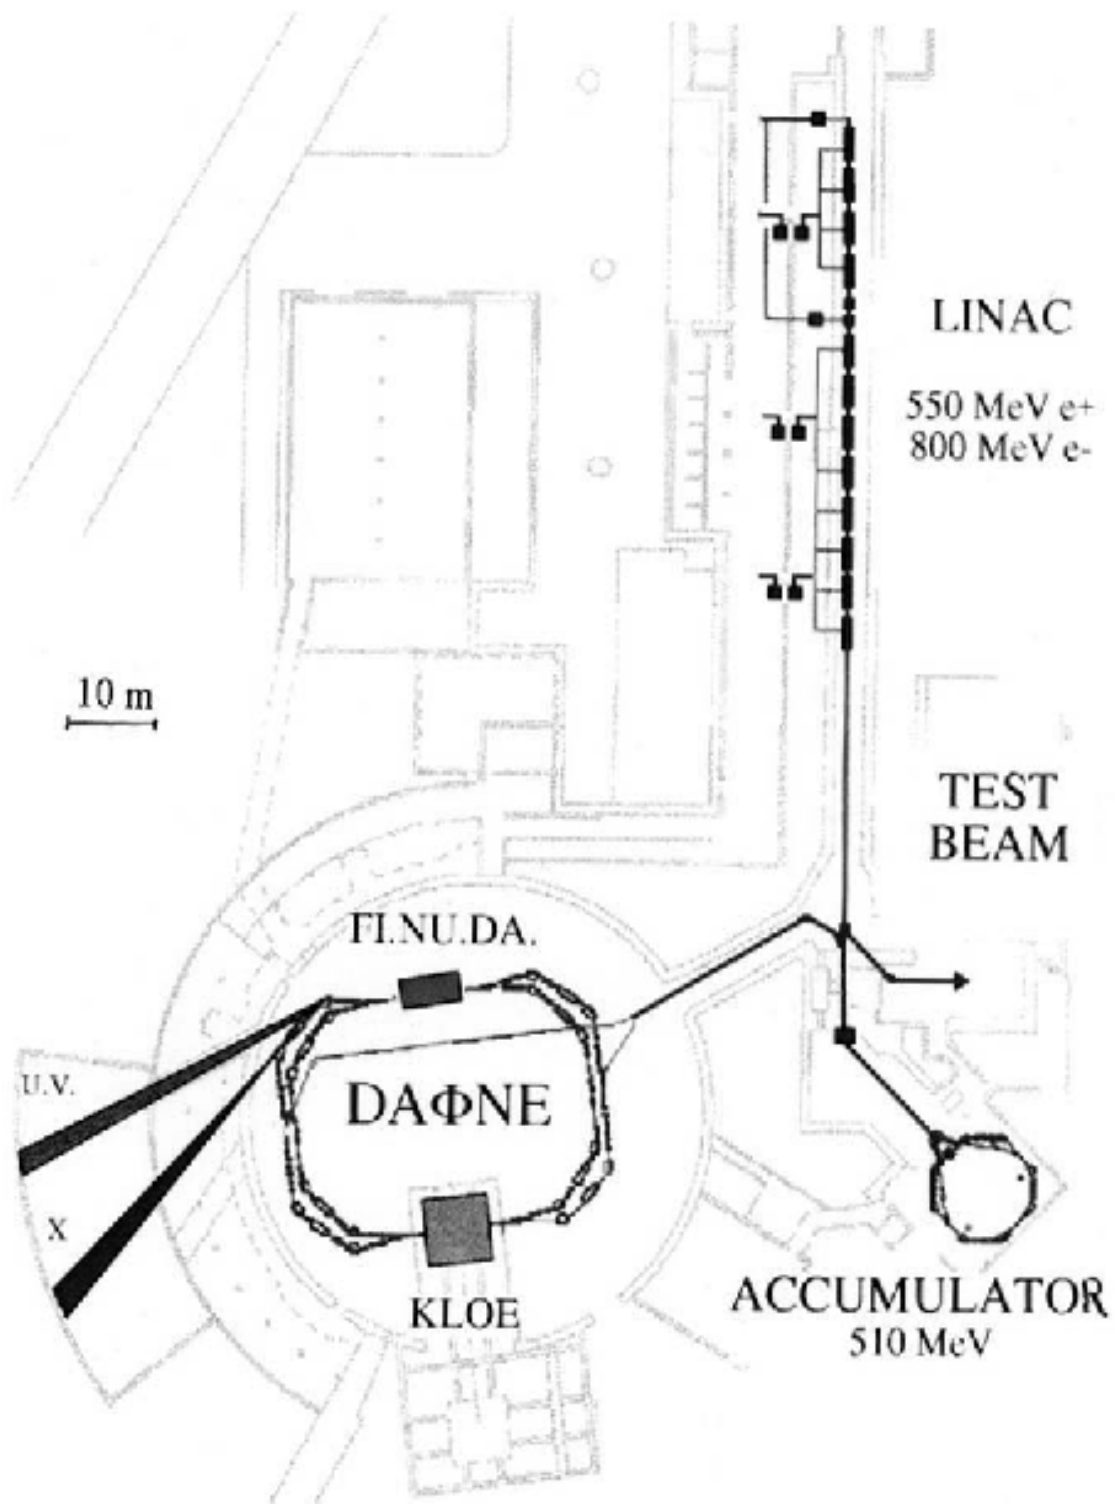 LINAC
550 MeV e+
800 MeV e-
10 m
TEST
BEAM
FI.NU.DA.
U.V.
DAΦNE
X
KLOE
ACCUMULATOR
510 MeV